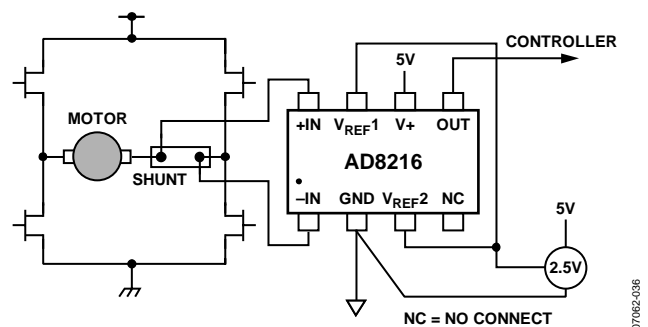 CONTROLLER
5V
MOTOR
+IN VREF1 V+ OUT
AD8216
SHUNT
–IN GND VREF2 NC
5V
2.5V
NC = NO CONNECT
07062-036